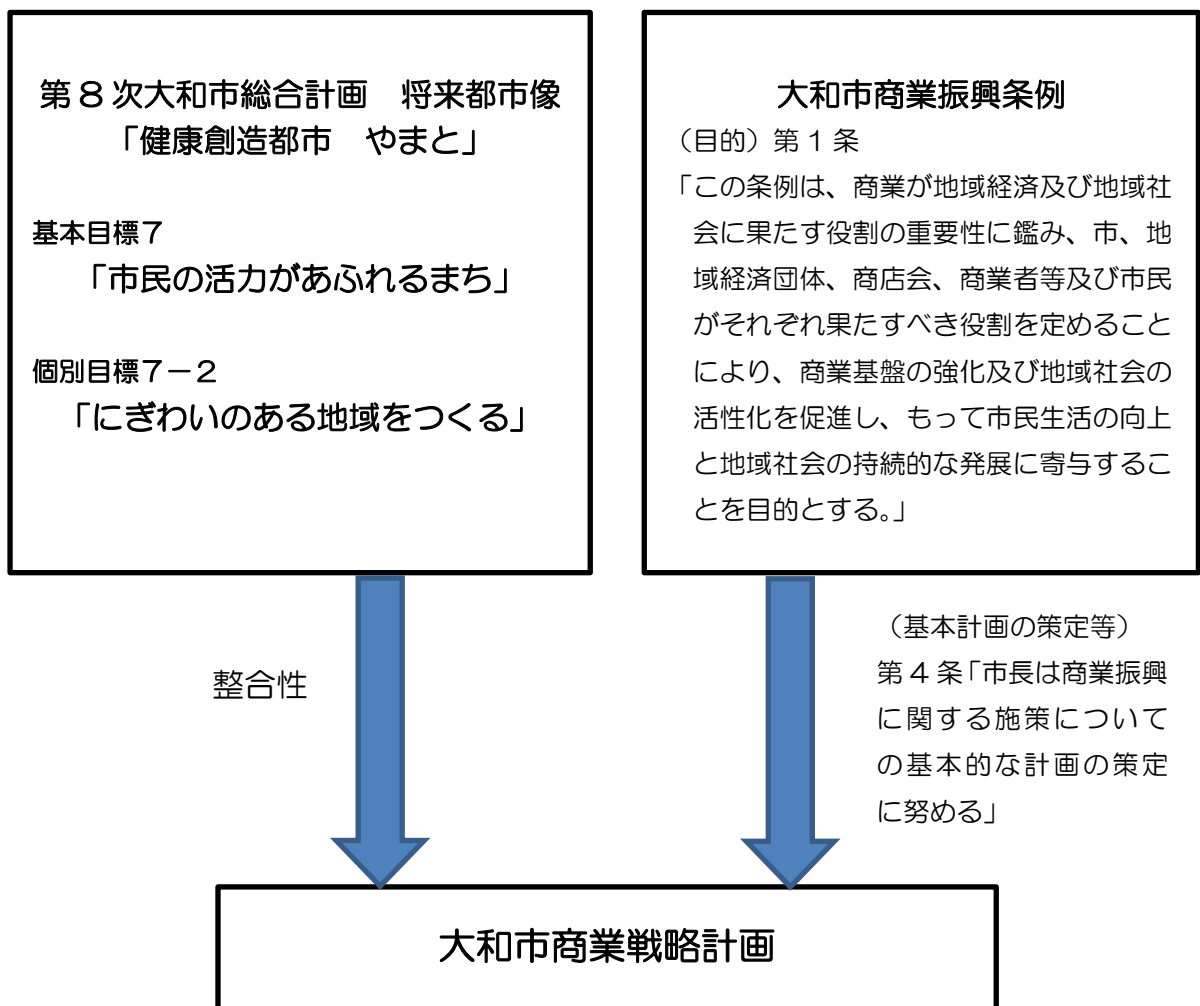 第8次大和市総合計画　将来都市像
「健康創造都市　やまと」
基本目標7
「市民の活力があふれるまち」
個別目標7－2
「にぎわいのある地域をつくる」
大和市商業振興条例
（目的）第1条
「この条例は、商業が地域経済及び地域社
会に果たす役割の重要性に鑑み、市、地
域経済団体、商店会、商業者等及び市民
がそれぞれ果たすべき役割を定めること
により、商業基盤の強化及び地域社会の
活性化を促進し、もって市民生活の向上
と地域社会の持続的な発展に寄与するこ
とを目的とする。」
整合性
（基本計画の策定等）
第4条「市長は商業振興
に関する施策について
の基本的な計画の策定
に努める」
大和市商業戦略計画